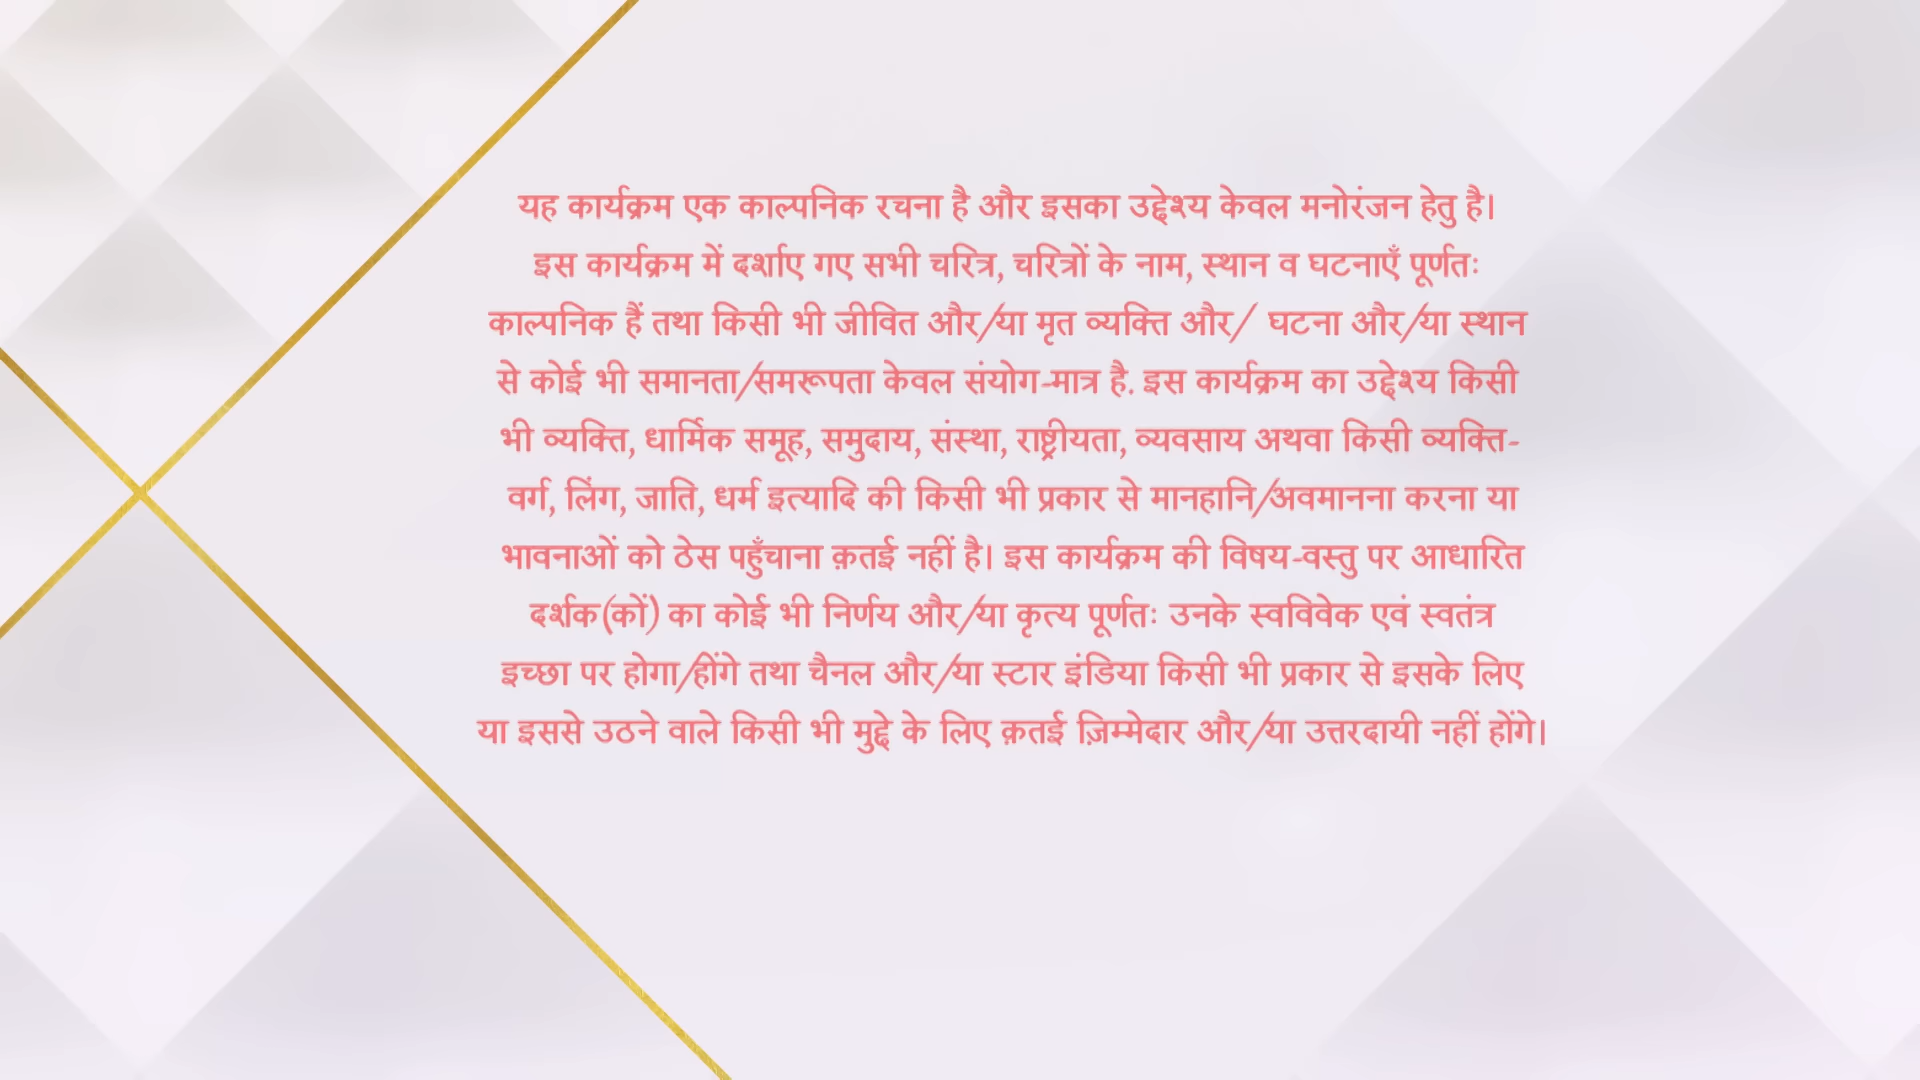 यह कार्यक्रम एक काल्पनिक रचना है और इसका उद्देश्य केवल मनोरंजन हेतु है।
इस कार्यक्रम में दर्शाए गए सभी चरित्र, चरित्रों के नाम, स्थान व घटनाएँ पूर्णतः
काल्पनिक हैं तथा किसी भी जीवित और/या मृत व्यक्ति और/ घटना और/या स्थान
से कोई भी समानता/समरूपता केवल संयोग-मात्र है. इस कार्यक्रम का उद्देश्य किसी
भी व्यक्ति, धार्मिक समूह, समुदाय, संस्था, राष्ट्रीयता, व्यवसाय अथवा किसी व्यक्ति-
वर्ग, लिंग, जाति, धर्म इत्यादि की किसी भी प्रकार से मानहानि/अवमानना करना या
भावनाओं को ठेस पहुँचाना क़तई नहीं है। इस कार्यक्रम की विषय-वस्तु पर आधारित
दर्शक(कों) का कोई भी निर्णय और/या कृत्य पूर्णतः उनके स्वविवेक एवं स्वतंत्र
इच्छा पर होगा/होंगे तथा चैनल और/या स्टार इंडिया किसी भी प्रकार से इसके लिए
या इससे उठने वाले किसी भी मुद्दे के लिए क़तई ज़िम्मेदार और/या उत्तरदायी नहीं होंगे।